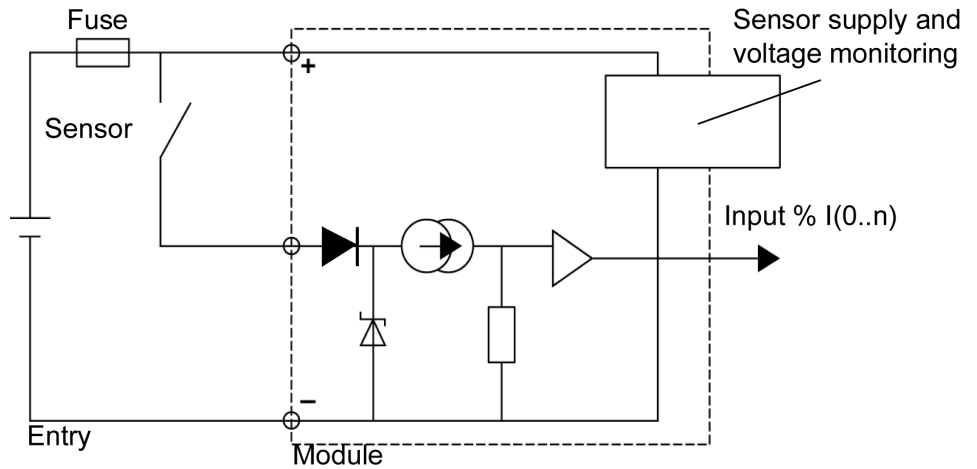 Fuse
Sensor supply and
voltage monitoring
+
Sensor
Input % I(0..n)
−
Entry
Module